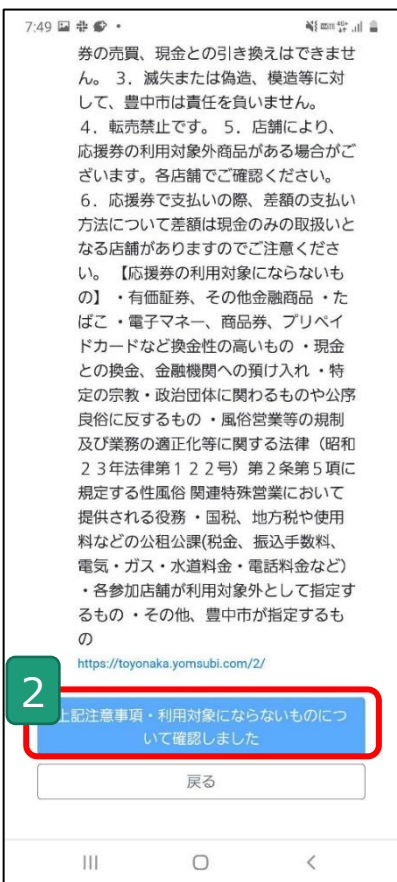 7:49
券の売買、現金との引き換えはできませ
ん。 3．滅失または偽造、模造等に対
して、豊中市は責任を負いません。
4．転売禁止です。 5．店舗により、
応援券の利用対象外商品がある場合がご
ざいます。各店舗でご確認ください。
6．応援券で支払いの際、差額の支払い
方法について差額は現金のみの取扱いと
なる店舗がありますのでご注意くださ
い。 【応援券の利用対象にならないも
の】 ・有価証券、その他金融商品 ・た
ばこ ・電子マネー、商品券、プリペイ
ドカードなど換金性の高いもの ・現金
との換金、金融機関への預け入れ ・特
定の宗教・政治団体に関わるものや公序
良俗に反するもの ・風俗営業等の規制
及び業務の適正化等に関する法律（昭和
２３年法律第１２２号）第２条第５項に
規定する性風俗 関連特殊営業において
提供される役務 ・国税、地方税や使用
料などの公租公課(税金、振込手数料、
電気・ガス・水道料金・電話料金など）
・各参加店舗が利用対象外として指定す
るもの ・その他、豊中市が指定するも
の
https://toyonaka.yomsubi.com/2/
2
上記注意事項・利用対象にならないものにつ
いて確認しました
戻る